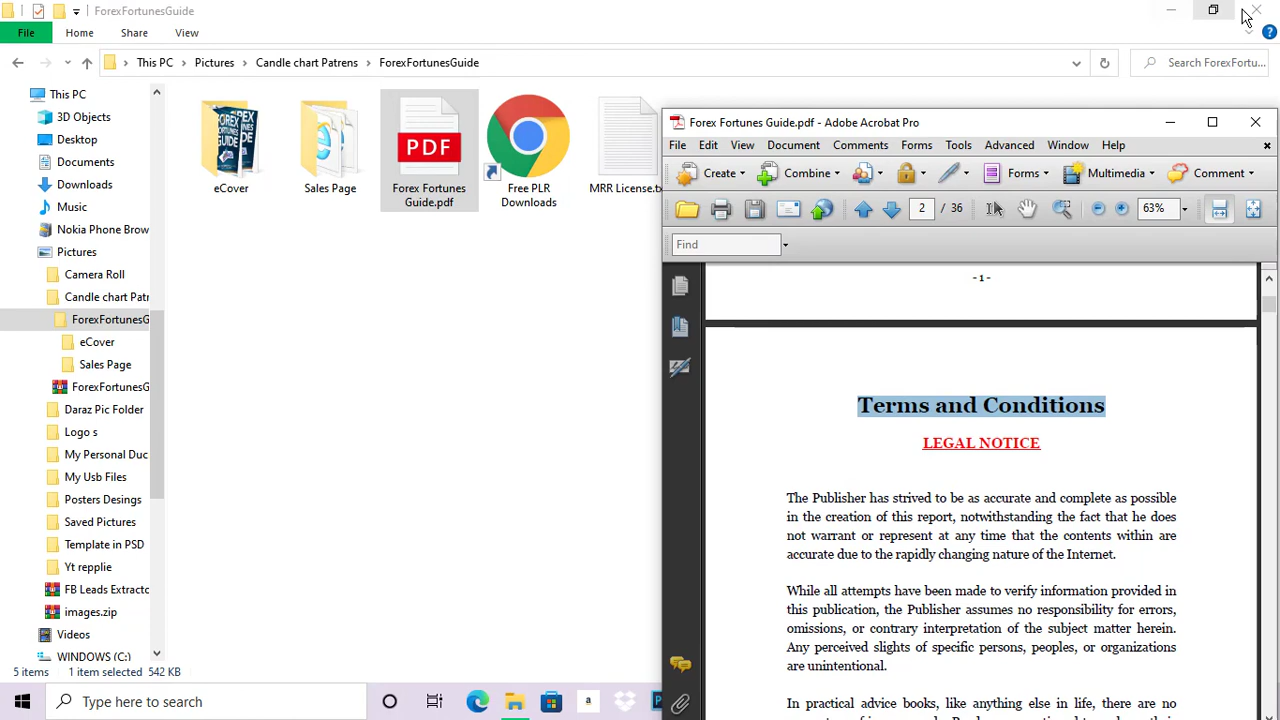 ForexFortunesGuide
File Home Share View
This PC Pictures Candle chart Patrens ForexFortunesGuide
Search ForexFortu...
This PC
3D Objects
Desktop
Documents
Downloads
Music
Nokia Phone Brow
Pictures
Camera Roll
Candle chart Patr
ForexFortunesG
eCover
Sales Page
ForexFortunesG
Daraz Pic Folder
Logo s
My Personal Duc
My Usb Files
Posters Desings
Saved Pictures
Template in PSD
Yt repplie
FB Leads Extracto
images.zip
Videos
WINDOWS (C:)
FOREX FORTUNES GUIDE
eCover
Sales Page
PDF
Forex Fortunes
Guide.pdf
Free PLR
Downloads
MRR License.tx
5 items 1 item selected 542 KB
Forex Fortunes Guide.pdf - Adobe Acrobat Pro
File Edit View Document Comments Forms Tools Advanced Window Help
Create Combine Forms Multimedia Comment
2 / 36 63%
Find
-1-
Terms and Conditions
LEGAL NOTICE
The Publisher has strived to be as accurate and complete as possible
in the creation of this report, notwithstanding the fact that he does
not warrant or represent at any time that the contents within are
accurate due to the rapidly changing nature of the Internet.
While all attempts have been made to verify information provided in
this publication, the Publisher assumes no responsibility for errors,
omissions, or contrary interpretation of the subject matter herein.
Any perceived slights of specific persons, peoples, or organizations
are unintentional.
In practical advice books, like anything else in life, there are no
Type here to search